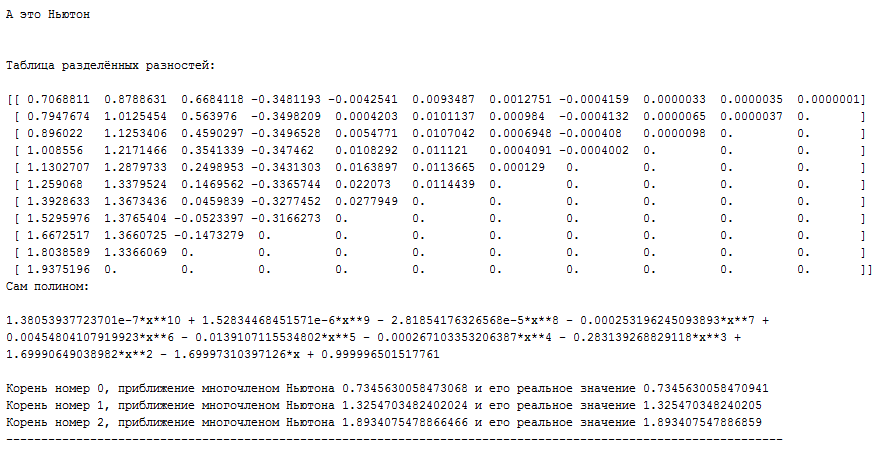 А это Ньютон
Таблица разделённых разностей:
[[ 0.7068811  0.8788631  0.6684118 -0.3481193 -0.0042541  0.0093487  0.0012751 -0.0004159  0.0000033  0.0000035  0.0000001]
 [ 0.7947674  1.0125454  0.563976  -0.3498209  0.0004203  0.0101137  0.000984  -0.0004132  0.0000065  0.0000037  0.       ]
 [ 0.896022   1.1253406  0.4590297 -0.3496528  0.0054771  0.0107042  0.0006948 -0.000408   0.0000098  0.         0.       ]
 [ 1.008556   1.2171466  0.3541339 -0.347462   0.0108292  0.011121   0.0004091 -0.0004002  0.         0.         0.       ]
 [ 1.1302707  1.2879733  0.2498953 -0.3431303  0.0163897  0.0113665  0.000129   0.         0.         0.         0.       ]
 [ 1.259068   1.3379524  0.1469562 -0.3365744  0.022073   0.0114439  0.         0.         0.         0.         0.       ]
 [ 1.3928633  1.3673436  0.0459839 -0.3277452  0.0277949  0.         0.         0.         0.         0.         0.       ]
 [ 1.5295976  1.3765404 -0.0523397 -0.3166273  0.         0.         0.         0.         0.         0.         0.       ]
 [ 1.6672517  1.3660725 -0.1473279  0.         0.         0.         0.         0.         0.         0.         0.       ]
 [ 1.8038589  1.3366069  0.         0.         0.         0.         0.         0.         0.         0.         0.       ]
 [ 1.9375196  0.         0.         0.         0.         0.         0.         0.         0.         0.         0.       ]]
Сам полином:
1.38053937723701e-7*x**10 + 1.52834468451571e-6*x**9 - 2.81854176326568e-5*x**8 - 0.000253196245093893*x**7 +
0.00454804107919923*x**6 - 0.0139107115534802*x**5 - 0.000267103353206387*x**4 - 0.283139268829118*x**3 +
1.69990649038982*x**2 - 1.69997310397126*x + 0.999996501517761
Корень номер 0, приближение многочленом Ньютона 0.7345630058473068 и его реальное значение 0.7345630058470941
Корень номер 1, приближение многочленом Ньютона 1.3254703482402024 и его реальное значение 1.325470348240205
Корень номер 2, приближение многочленом Ньютона 1.8934075478866466 и его реальное значение 1.893407547886859
---------------------------------------------------------------------------------------------------------------